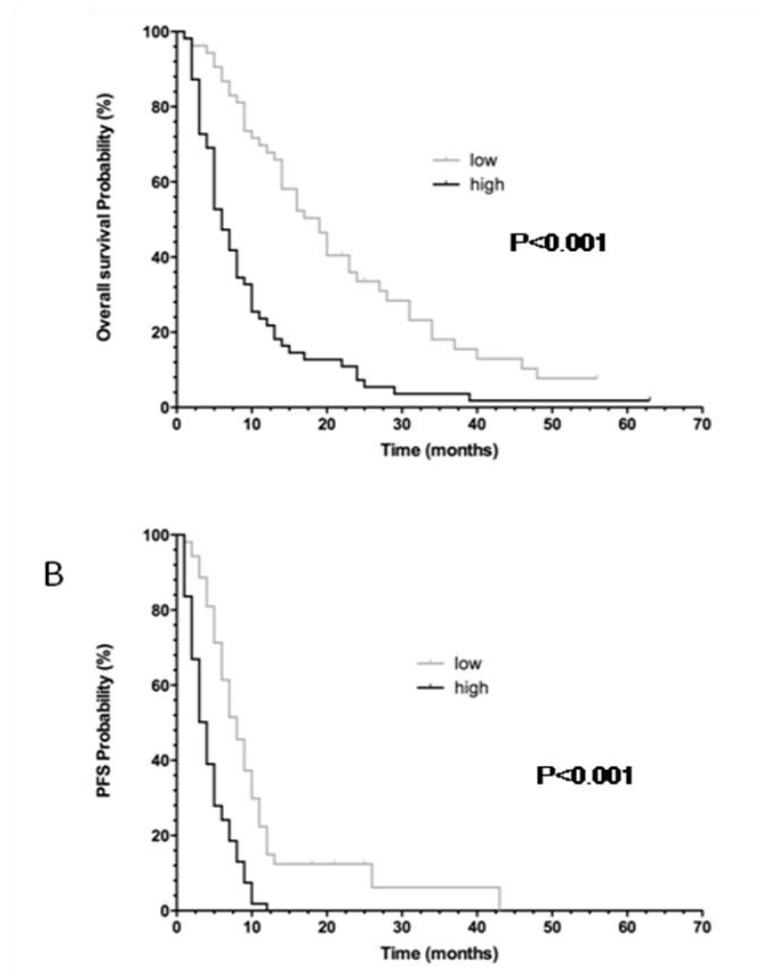 100
80
60
40
20
0
Overall survival Probability (%)
low
high
P<0.001
0 10 20 30 40 50 60 70
Time (months)
B
100
80
60
40
20
0
PFS Probability (%)
low
high
P<0.001
0 10 20 30 40 50 60 70
Time (months)